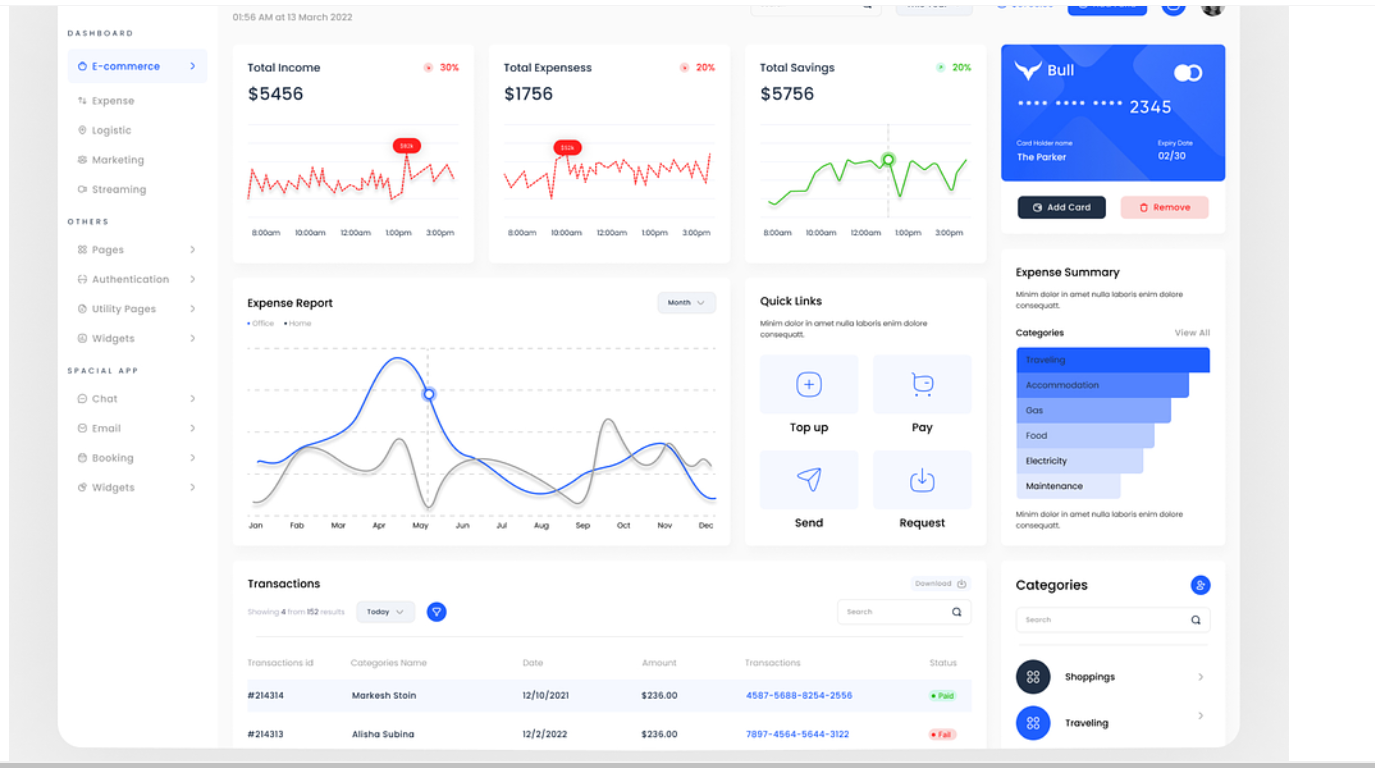 01:56 AM at 13 March 2022
DASHBOARD
E-commerce
Expense
Logistic
Marketing
Streaming
OTHERS
Pages
Authentication
Utility Pages
Widgets
SPACIAL APP
Chat
Email
Booking
Widgets
Total Income
30%
$5456
8:00am 10:00am 12:00am 1:00pm 3:00pm
Total Expensess
20%
$1756
8:00am 10:00am 12:00am 1:00pm 3:00pm
Total Savings
20%
$5756
8:00am 10:00am 12:00am 1:00pm 3:00pm
Bull
**** **** **** 2345
Card Holder name
The Parker
Expiry Date
02/30
Add Card
Remove
Expense Report
Month
Office Home
Jan Fab Mar Apr May Jun Jul Aug Sep Oct Nov Dec
Quick Links
Minim dolor in amet nulla laboris enim dolore
consequatt.
Top up
Pay
Send
Request
Expense Summary
Minim dolor in amet nulla laboris enim dolore
consequatt.
Categories View All
Traveling
Accommodation
Gas
Food
Electricity
Maintenance
Minim dolor in amet nulla laboris enim dolore
consequatt.
Transactions
Download
Showing 4 from 152 results
Today
Search
Transactions id Categories Name Date Amount Transactions Status
#214314 Markesh Stoin 12/10/2021 $236.00 4587-5688-8254-2556 Paid
#214313 Alisha Subina 12/2/2022 $236.00 7897-4564-5644-3122 Fail
Categories
Search
Shoppings
Traveling